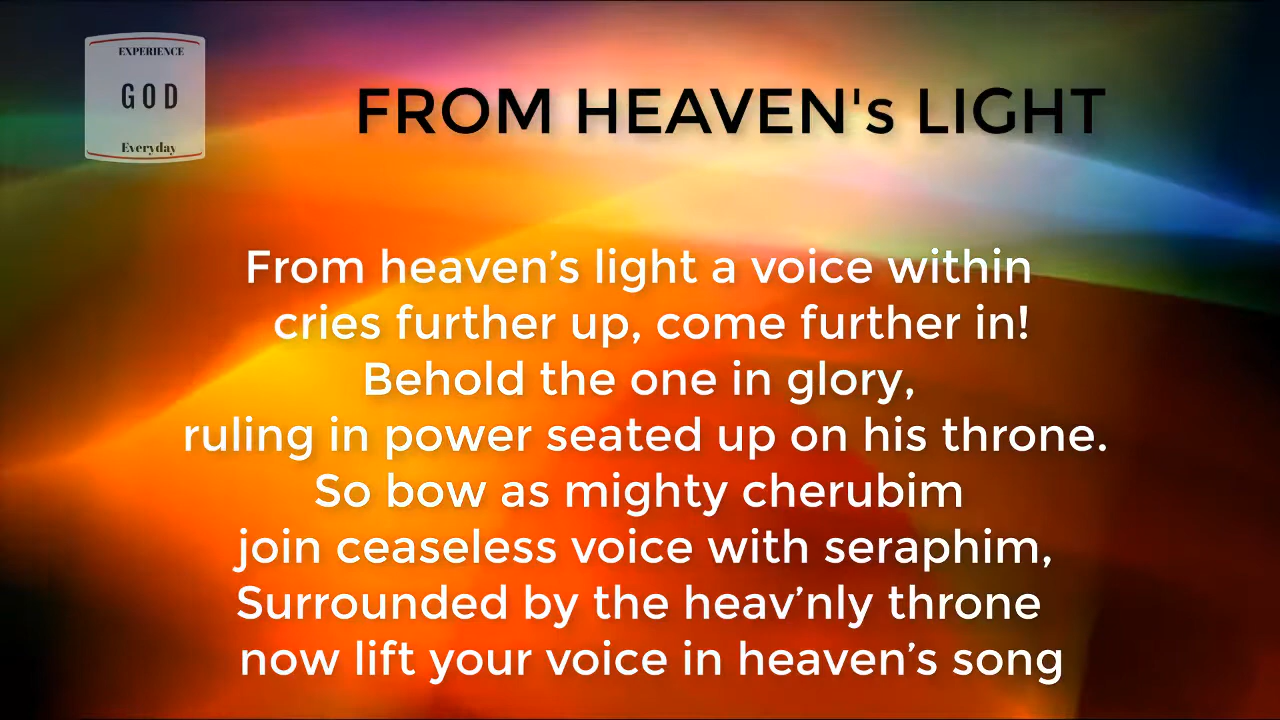 EXPERIENCE
GOD
Everyday
FROM HEAVEN's LIGHT
From heaven’s light a voice within
cries further up, come further in!
Behold the one in glory,
ruling in power seated up on his throne.
So bow as mighty cherubim
join ceaseless voice with seraphim,
Surrounded by the heav’nly throne
now lift your voice in heaven’s song